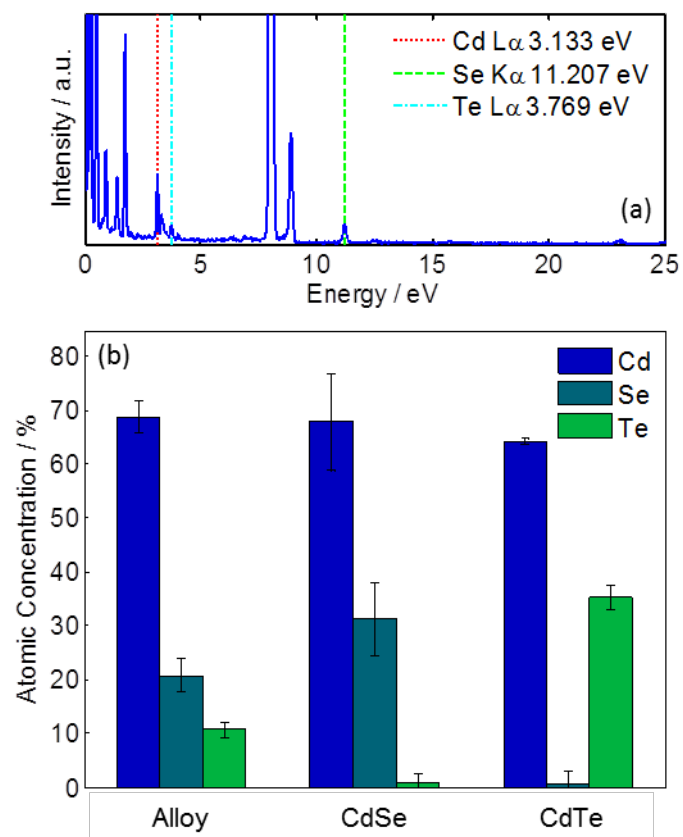 Cd Lα 3.133 eV
Se Kα 11.207 eV
Te Lα 3.769 eV
Intensity / a.u.
(a)
0 5 10 15 20 25
Energy / eV
(b)
Cd
Se
Te
80
70
60
50
40
30
20
10
0
Atomic Concentration / %
Alloy CdSe CdTe